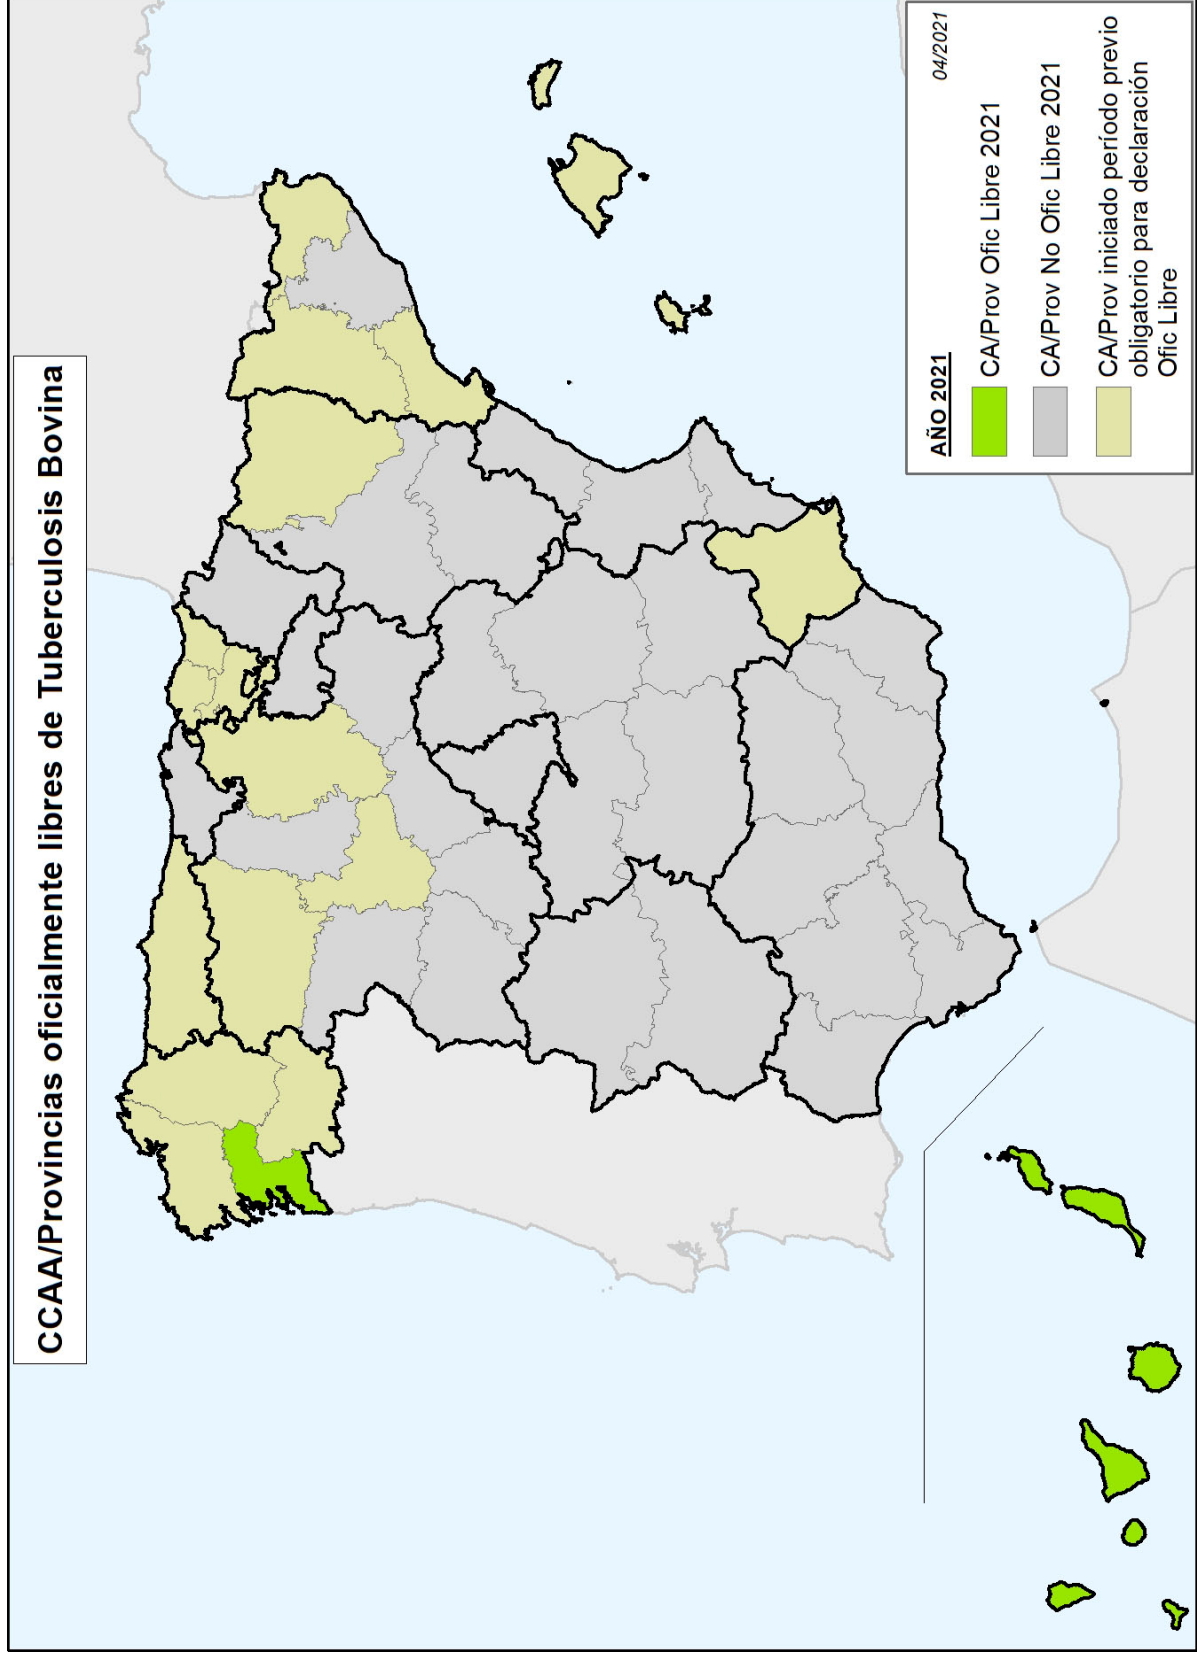 CCAA/Provincias oficialmente libres de Tuberculosis Bovina
AÑO 2021
04/2021
CA/Prov Ofic Libre 2021
CA/Prov No Ofic Libre 2021
CA/Prov iniciado período previo
obligatorio para declaración
Ofic Libre